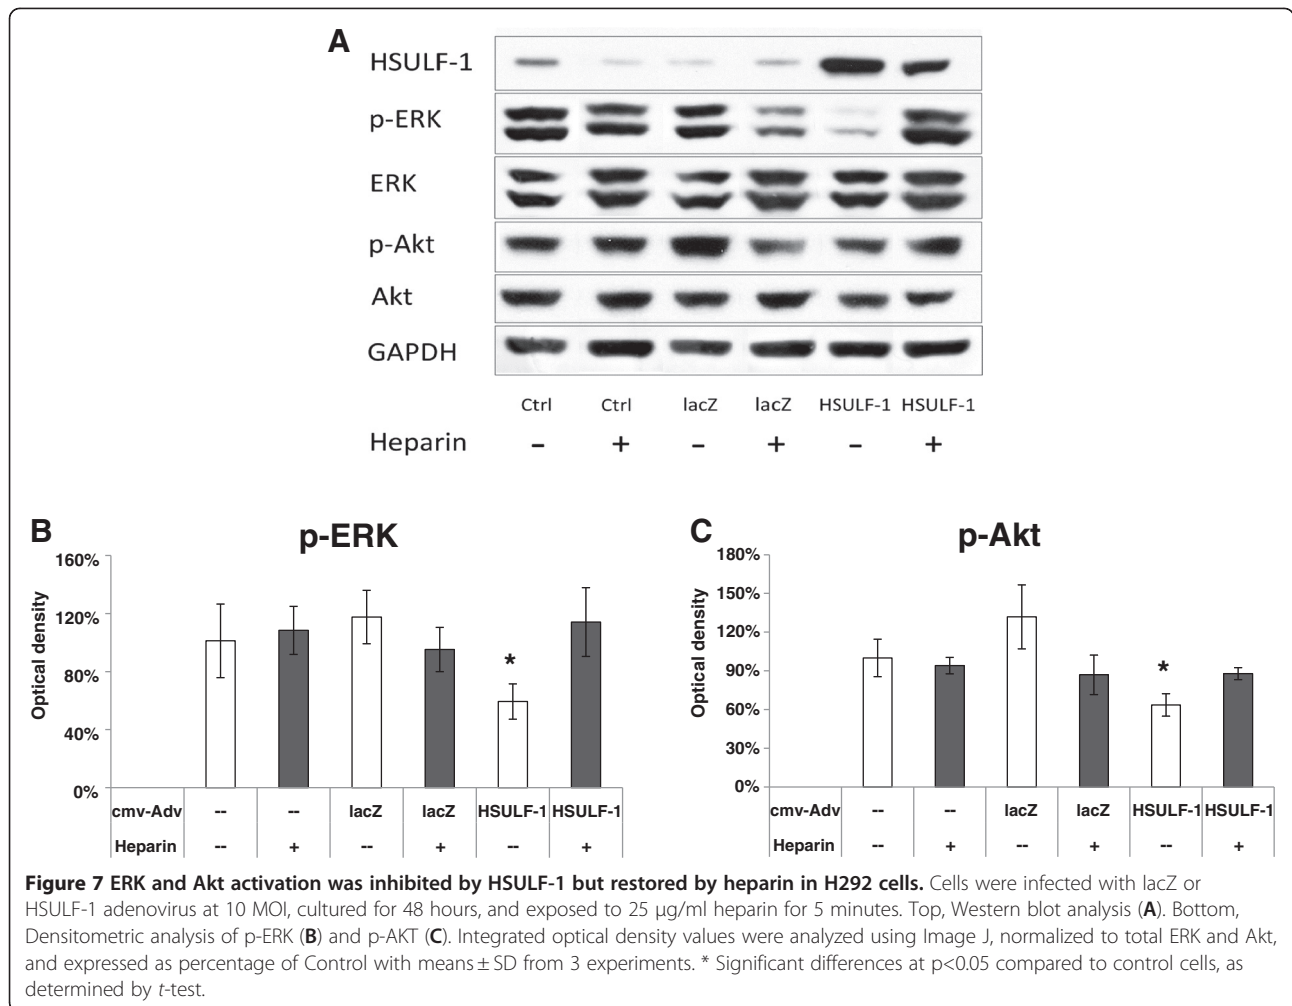 A
HSULF-1
p-ERK
ERK
p-Akt
Akt
GAPDH
Ctrl Ctrl lacZ lacZ HSULF-1 HSULF-1
Heparin – + – + – +
B
p-ERK
160%
120%
80%
40%
0%
Optical density
*
cmv-Adv -- -- lacZ lacZ HSULF-1 HSULF-1
Heparin -- + -- + -- +
C
p-Akt
180%
150%
120%
90%
60%
30%
0%
Optical density
*
cmv-Adv -- -- lacZ lacZ HSULF-1 HSULF-1
Heparin -- + -- + -- +
Figure 7 ERK and Akt activation was inhibited by HSULF-1 but restored by heparin in H292 cells. Cells were infected with lacZ or
HSULF-1 adenovirus at 10 MOI, cultured for 48 hours, and exposed to 25 μg/ml heparin for 5 minutes. Top, Western blot analysis (A). Bottom,
Densitometric analysis of p-ERK (B) and p-AKT (C). Integrated optical density values were analyzed using Image J, normalized to total ERK and Akt,
and expressed as percentage of Control with means ± SD from 3 experiments. * Significant differences at p<0.05 compared to control cells, as
determined by t-test.